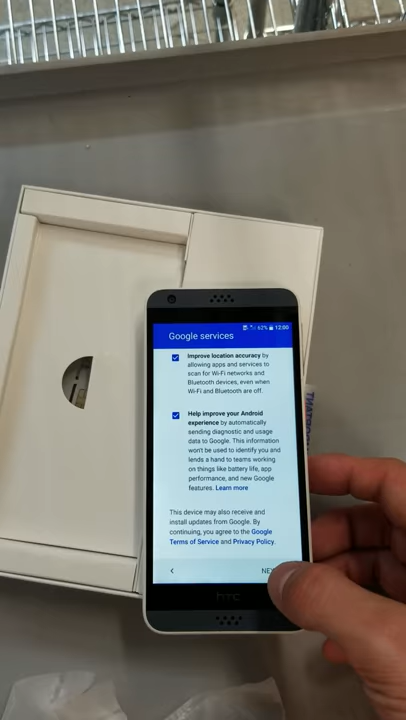 62% 12:00
Google services
Improve location accuracy by
allowing apps and services to
scan for Wi-Fi networks and
Bluetooth devices, even when
Wi-Fi and Bluetooth are off.
Help improve your Android
experience by automatically
sending diagnostic and usage
data to Google. This information
won't be used to identify you and
lends a hand to teams working
on things like battery life, app
performance, and new Google
features. Learn more
This device may also receive and
install updates from Google. By
continuing, you agree to the Google
Terms of Service and Privacy Policy.
htc